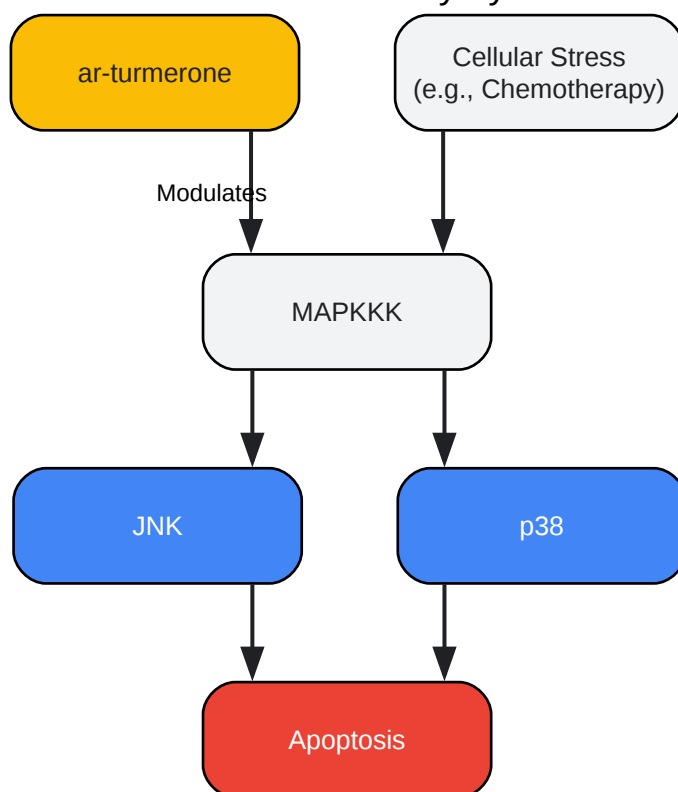 ar-turmerone
Cellular Stress
(e.g., Chemotherapy)
Modulates
MAPKKK
JNK
p38
Apoptosis